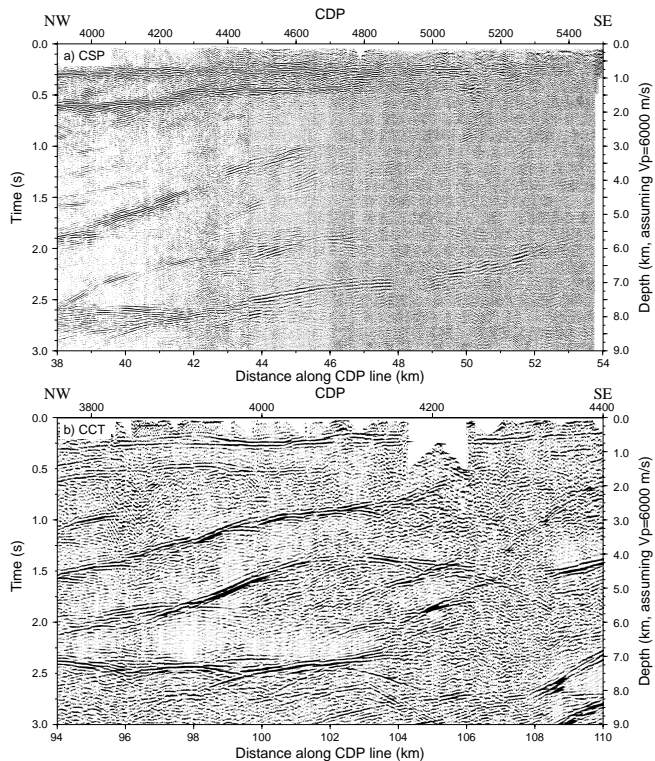 CDP
NW SE
4000 4200 4400 4600 4800 5000 5200 5400
a) CSP
0.0 0.5 1.0 1.5 2.0 2.5 3.0
Time (s)
0.0 1.0 2.0 3.0 4.0 5.0 6.0 7.0 8.0 9.0
Depth (km, assuming Vp=6000 m/s)
38 40 42 44 46 48 50 52 54
Distance along CDP line (km)
NW CDP SE
3800 4000 4200 4400
b) CCT
0.0 0.5 1.0 1.5 2.0 2.5 3.0
Time (s)
0.0 1.0 2.0 3.0 4.0 5.0 6.0 7.0 8.0 9.0
Depth (km, assuming Vp=6000 m/s)
94 96 98 100 102 104 106 108 110
Distance along CDP line (km)